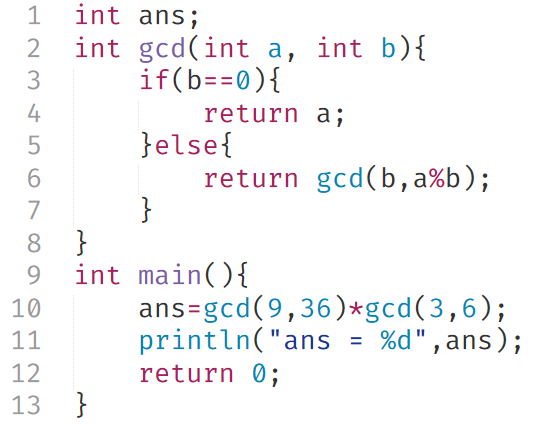 1 int ans;
2 int gcd(int a, int b){
3 if(b==0){
4 return a;
5 }else{
6 return gcd(b,a%b);
7 }
8 }
9 int main(){
10 ans=gcd(9,36)*gcd(3,6);
11 println("ans = %d",ans);
12 return 0;
13 }